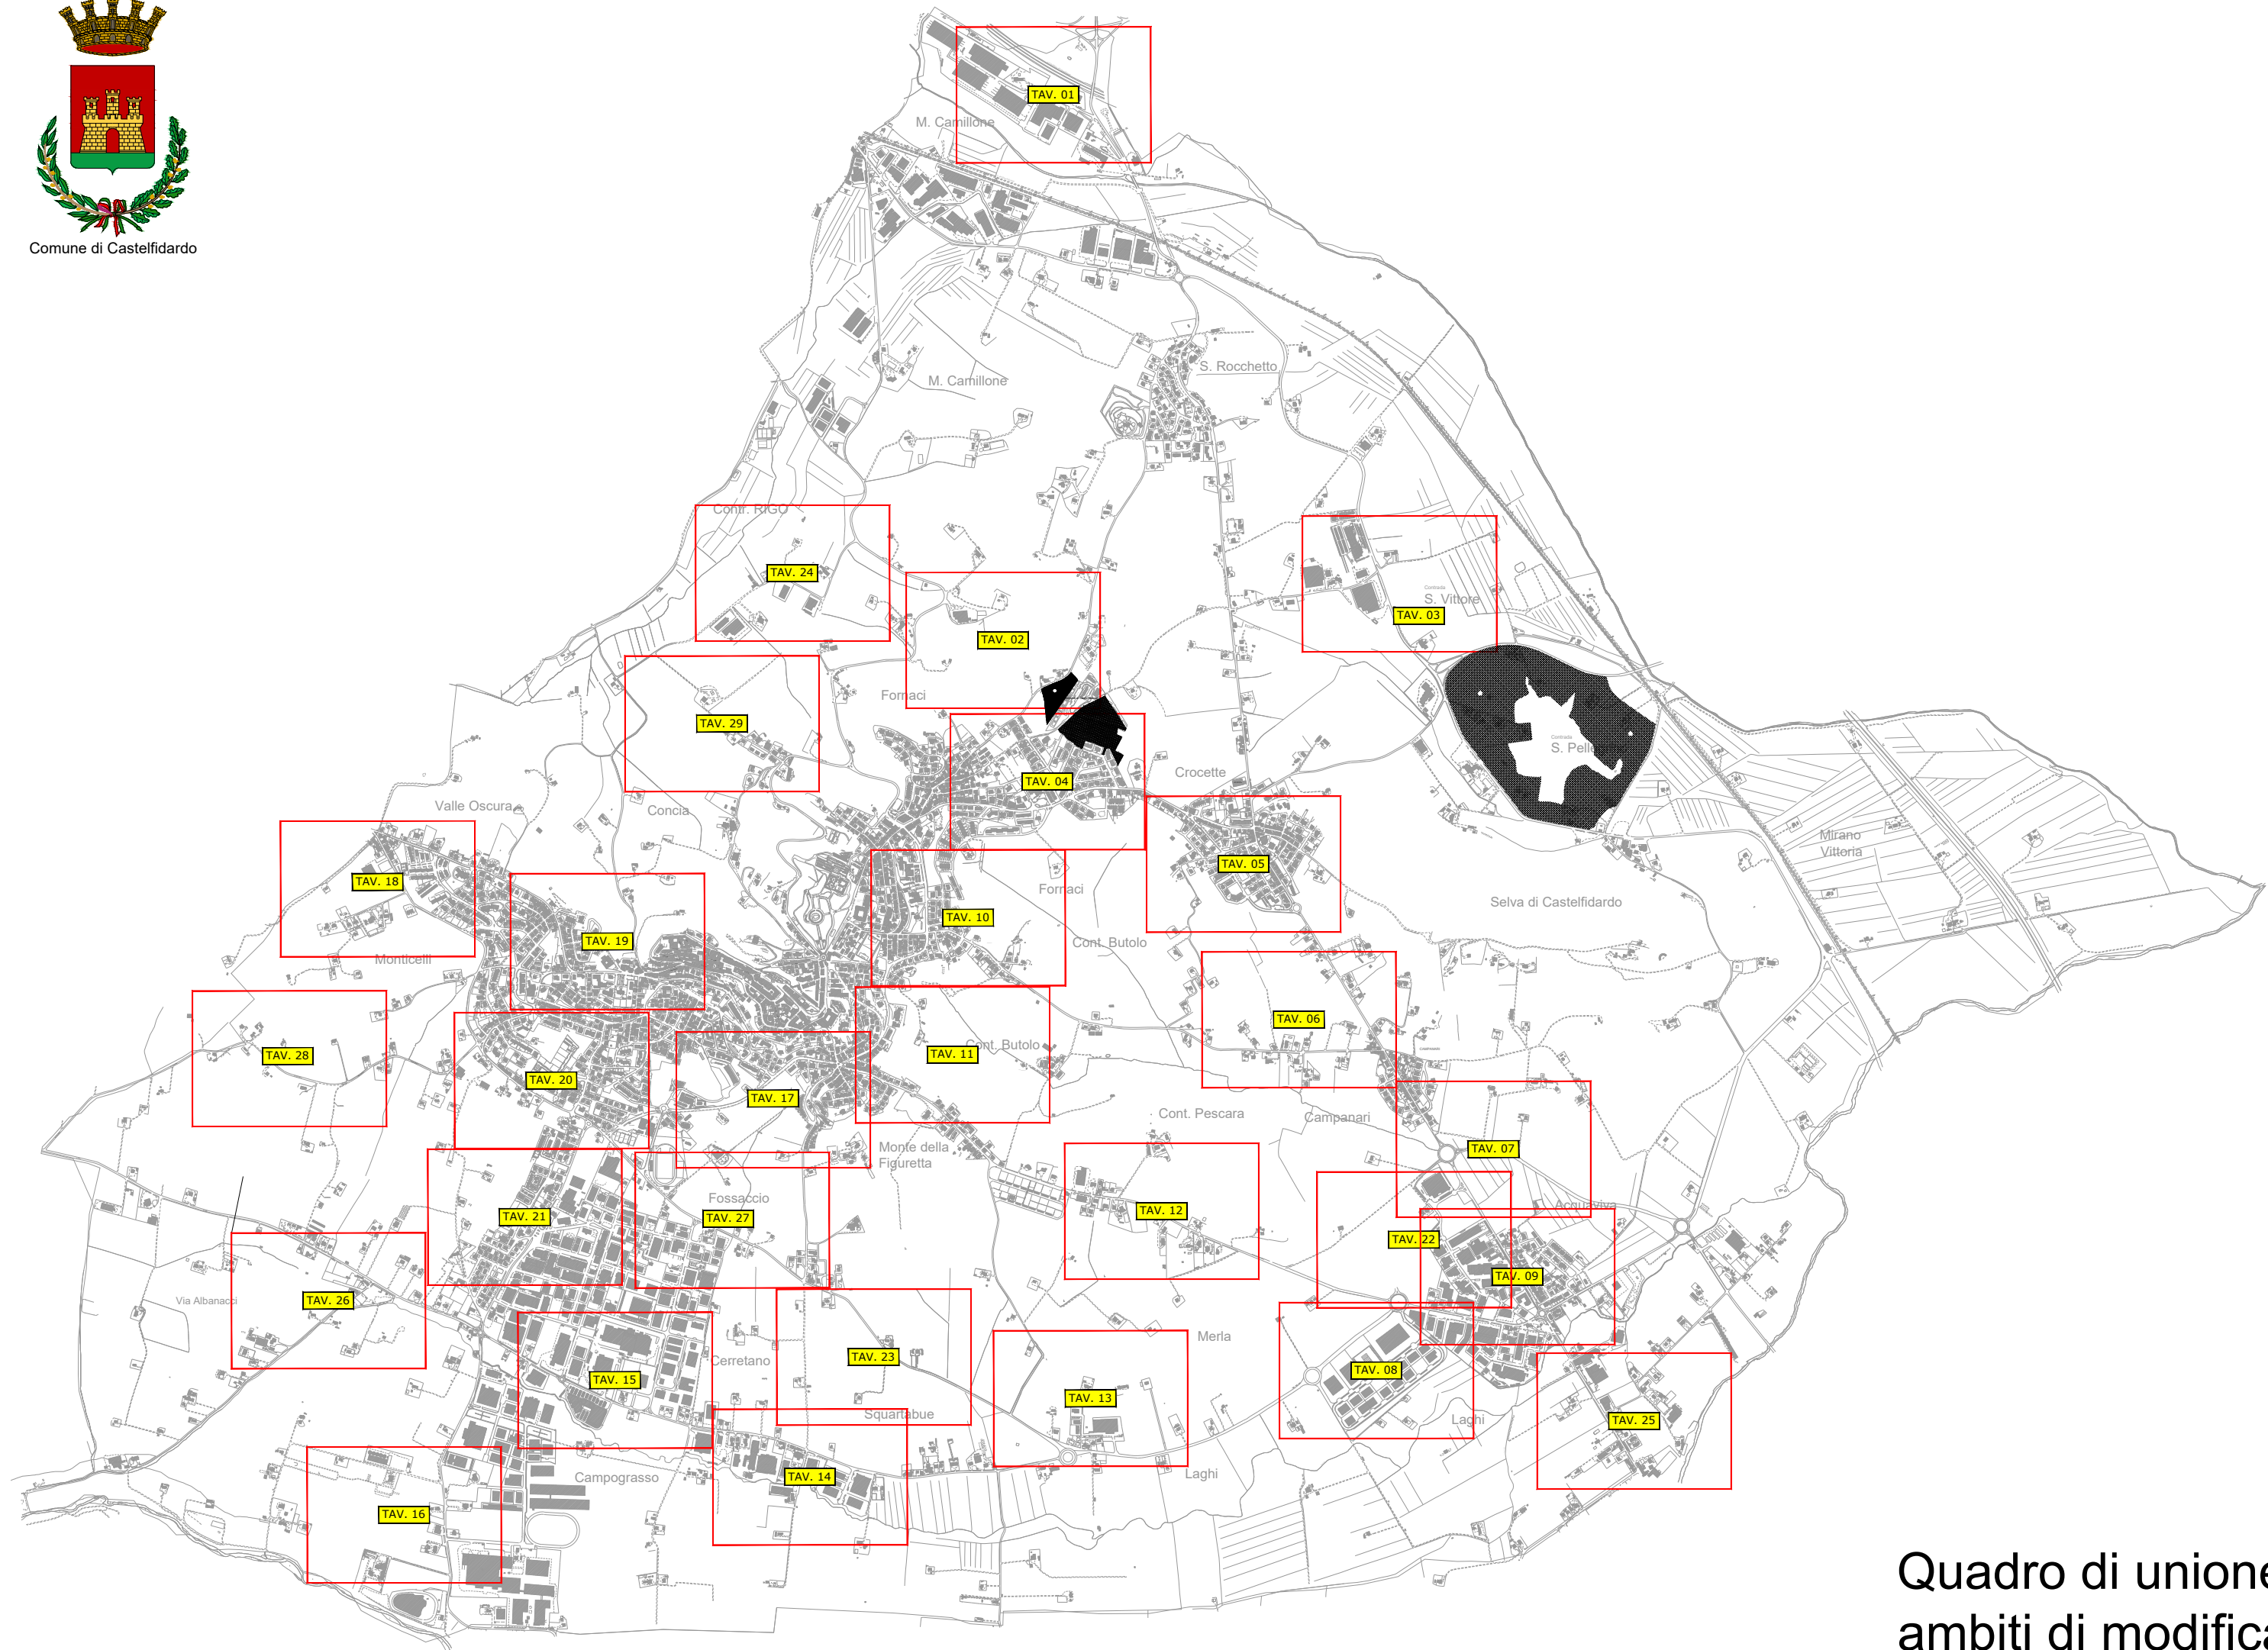 Comune di Castelfidardo
TAV. 01
M. Camillone
S. Rocchetto
M. Camillone
Contr. RIGO
TAV. 24
TAV. 02
Contrada
S. Vittore
TAV. 03
Fornaci
TAV. 29
Contrada
S. Pelle
TAV. 04
Crocette
Valle Oscura
Concia
Mirano
Vittoria
TAV. 05
TAV. 18
Fornaci
Selva di Castelfidardo
TAV. 10
TAV. 19
Cont. Butolo
Monticelli
TAV. 06
TAV. 28
Cont. Butolo
TAV. 11
TAV. 20
TAV. 17
Cont. Pescara
Campanari
Monte della
Figuretta
TAV. 07
Fossaccio
TAV. 27
TAV. 21
TAV. 12
Acquaviva
TAV. 22
TAV. 09
Via Albanacci
TAV. 26
Merla
Cerretano
TAV. 23
TAV. 15
TAV. 08
TAV. 13
Squartabue
Laghi
TAV. 25
Campograsso
TAV. 14
Laghi
TAV. 16
Quadro di unione
ambiti di modifica